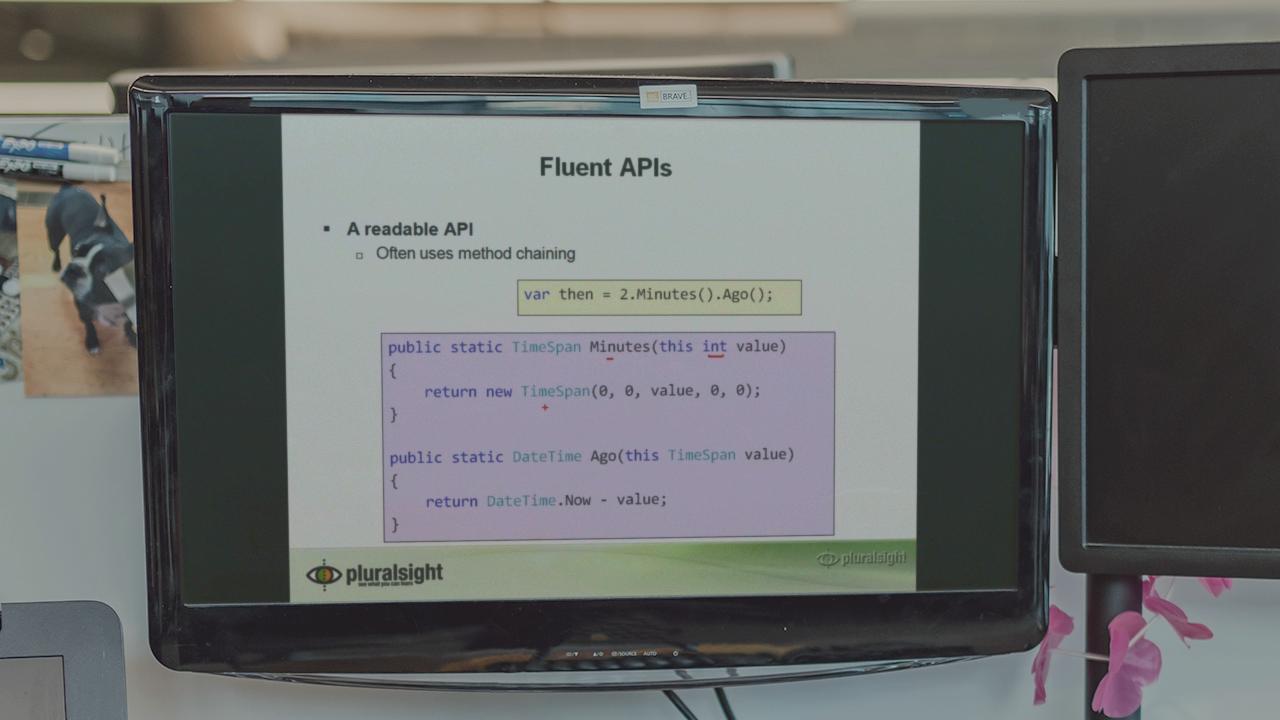 BRAVE.
Fluent APIs
▪ A readable API
▫ Often uses method chaining
var then = 2.Minutes().Ago();
public static TimeSpan Minutes(this int value)
{
return new TimeSpan(0, 0, value, 0, 0);
}
public static DateTime Ago(this TimeSpan value)
{
return DateTime.Now - value;
}
pluralsight
see what you can learn
pluralsight
/SOURCE AUTO